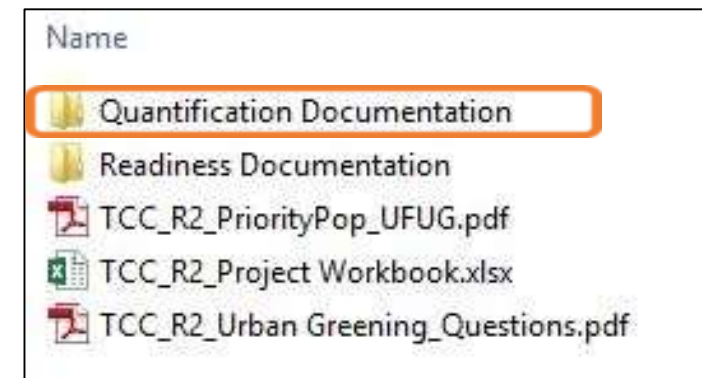 Name
Quantification Documentation
Readiness Documentation
TCC_R2_PriorityPop_UFUG.pdf
TCC_R2_Project Workbook.xlsx
TCC_R2_Urban Greening_Questions.pdf